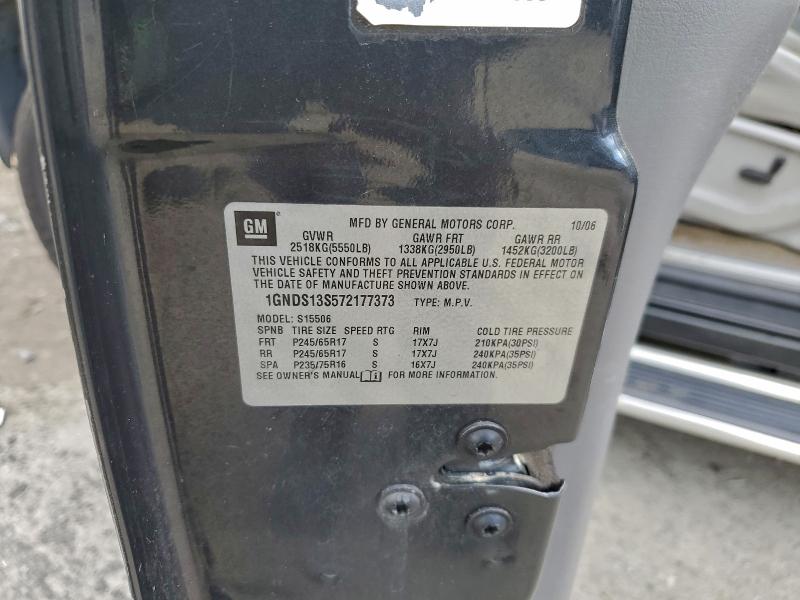 GM MFD BY GENERAL MOTORS CORP. 10/06
GVWR GAWR FRT GAWR RR
2518KG(5550LB) 1338KG(2950LB) 1452KG(3200LB)
THIS VEHICLE CONFORMS TO ALL APPLICABLE U.S. FEDERAL MOTOR
VEHICLE SAFETY AND THEFT PREVENTION STANDARDS IN EFFECT ON
THE DATE OF MANUFACTURE SHOWN ABOVE.
1GNDS13S572177373 TYPE: M.P.V.
MODEL: S15506
SPNB TIRE SIZE SPEED RTG RIM COLD TIRE PRESSURE
FRT P245/65R17 S 17X7J 210KPA(30PSI)
RR P245/65R17 S 17X7J 240KPA(35PSI)
SPA P235/75R16 S 16X7J 240KPA(35PSI)
SEE OWNER'S MANUAL FOR MORE INFORMATION.